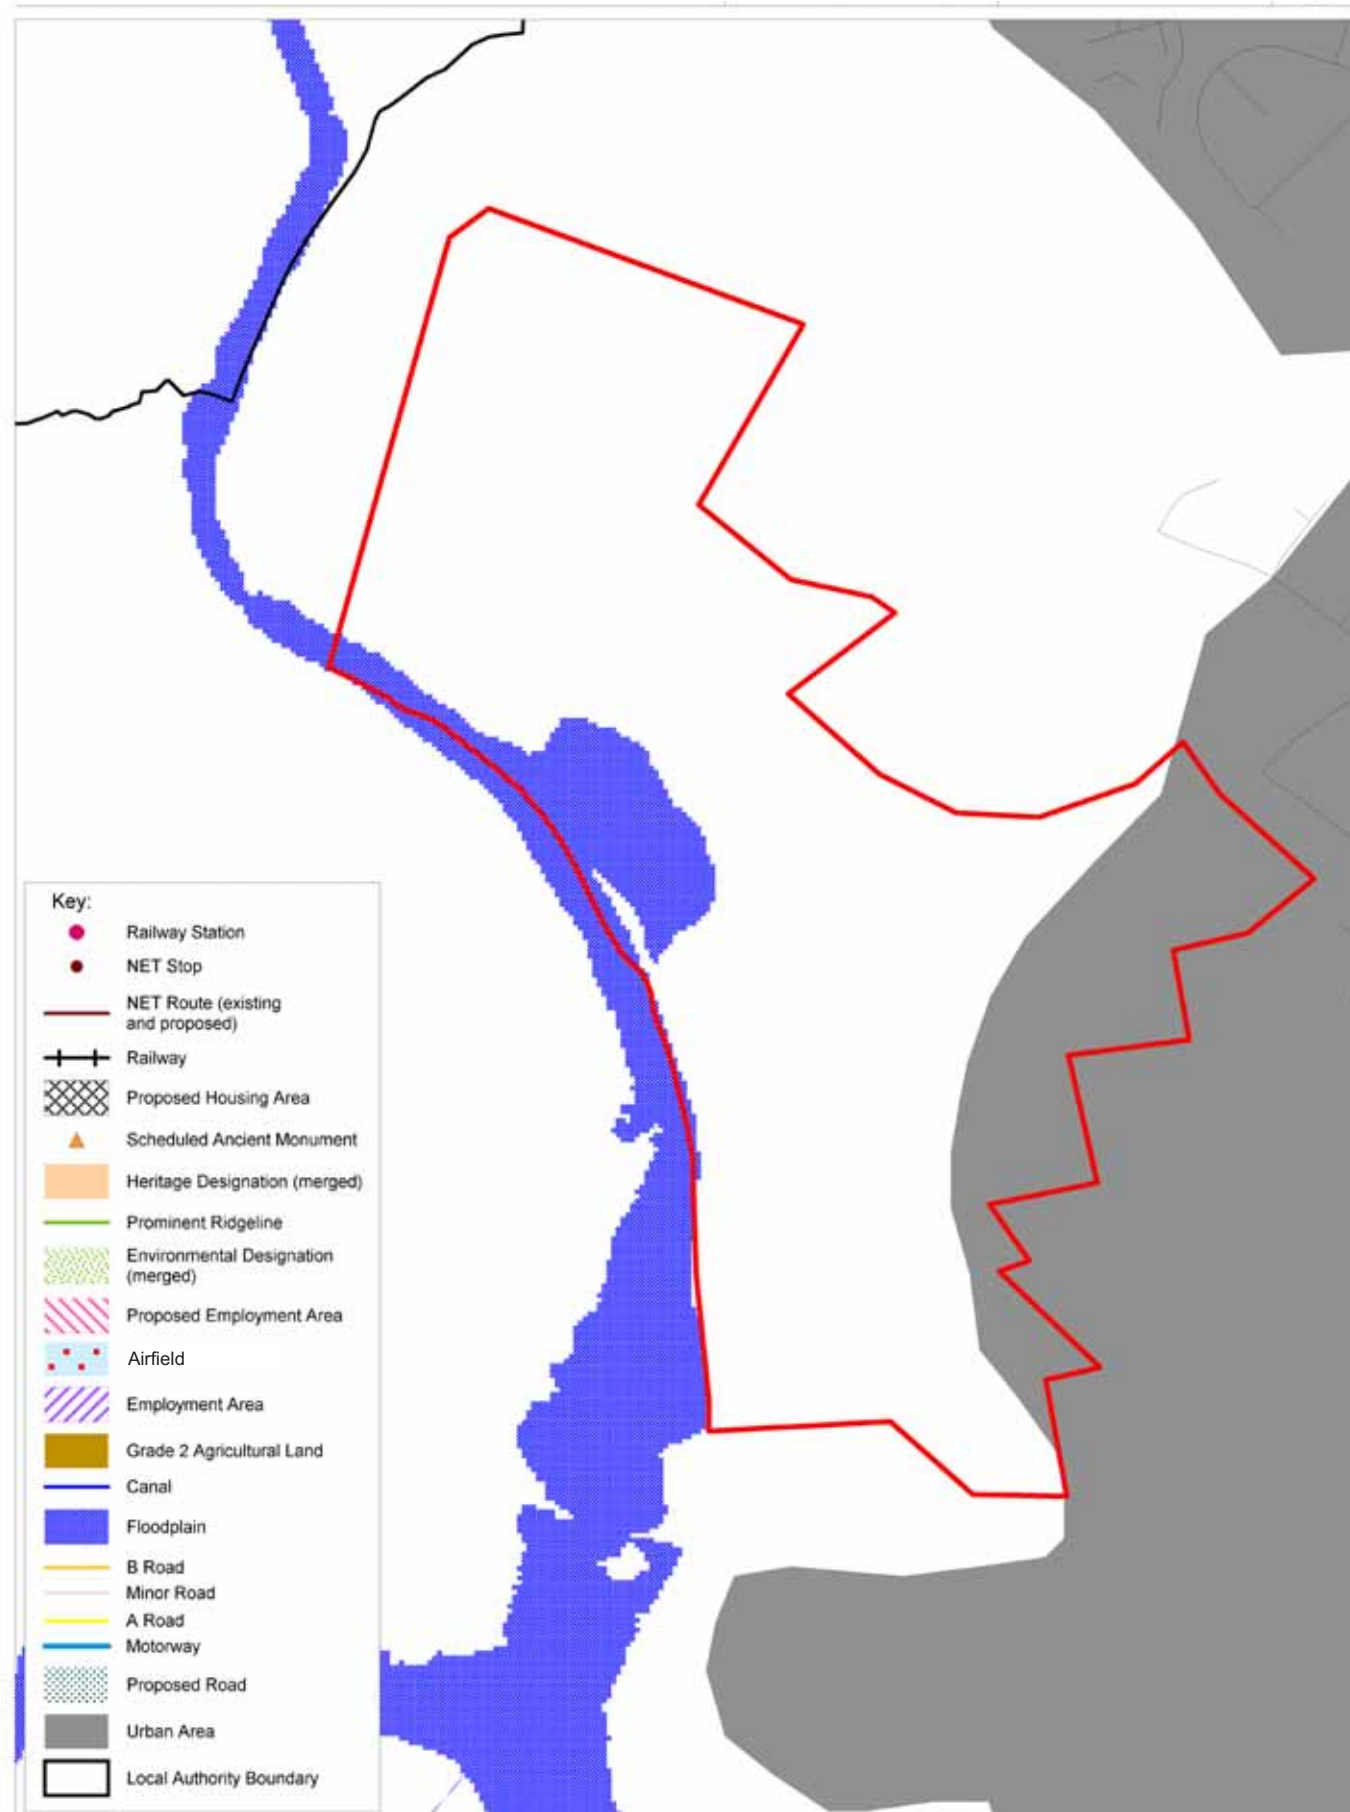 Key:
Railway Station
NET Stop
NET Route (existing
and proposed)
Railway
Proposed Housing Area
Scheduled Ancient Monument
Heritage Designation (merged)
Prominent Ridgeline
Environmental Designation
(merged)
Proposed Employment Area
Airfield
Employment Area
Grade 2 Agricultural Land
Canal
Floodplain
B Road
Minor Road
A Road
Motorway
Proposed Road
Urban Area
Local Authority Boundary